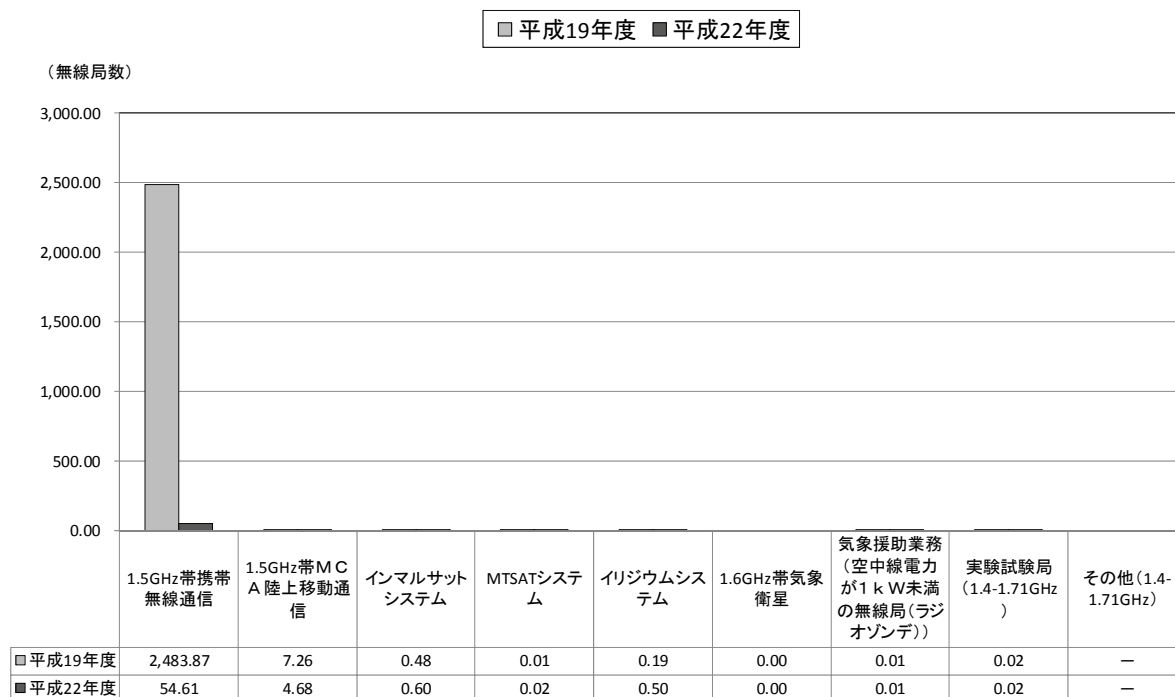 ■平成19年度 ■平成22年度
（無線局数）
3,000.00
2,500.00
2,000.00
1,500.00
1,000.00
500.00
0.00
1.5GHz帯携帯
無線通信
1.5GHz帯ＭＣ
Ａ陸上移動通
信
インマルサット
システム
MTSATシステ
ム
イリジウムシス
テム
1.6GHz帯気象
衛星
気象援助業務
（空中線電力
が１ｋＷ未満
の無線局（ラジ
オゾンデ））
実験試験局
（1.4-1.71GHz
）
その他（1.4-
1.71GHz）
■平成19年度 2,483.87 7.26 0.48 0.01 0.19 0.00 0.01 0.02 ―
■平成22年度 54.61 4.68 0.60 0.02 0.50 0.00 0.01 0.02 ―